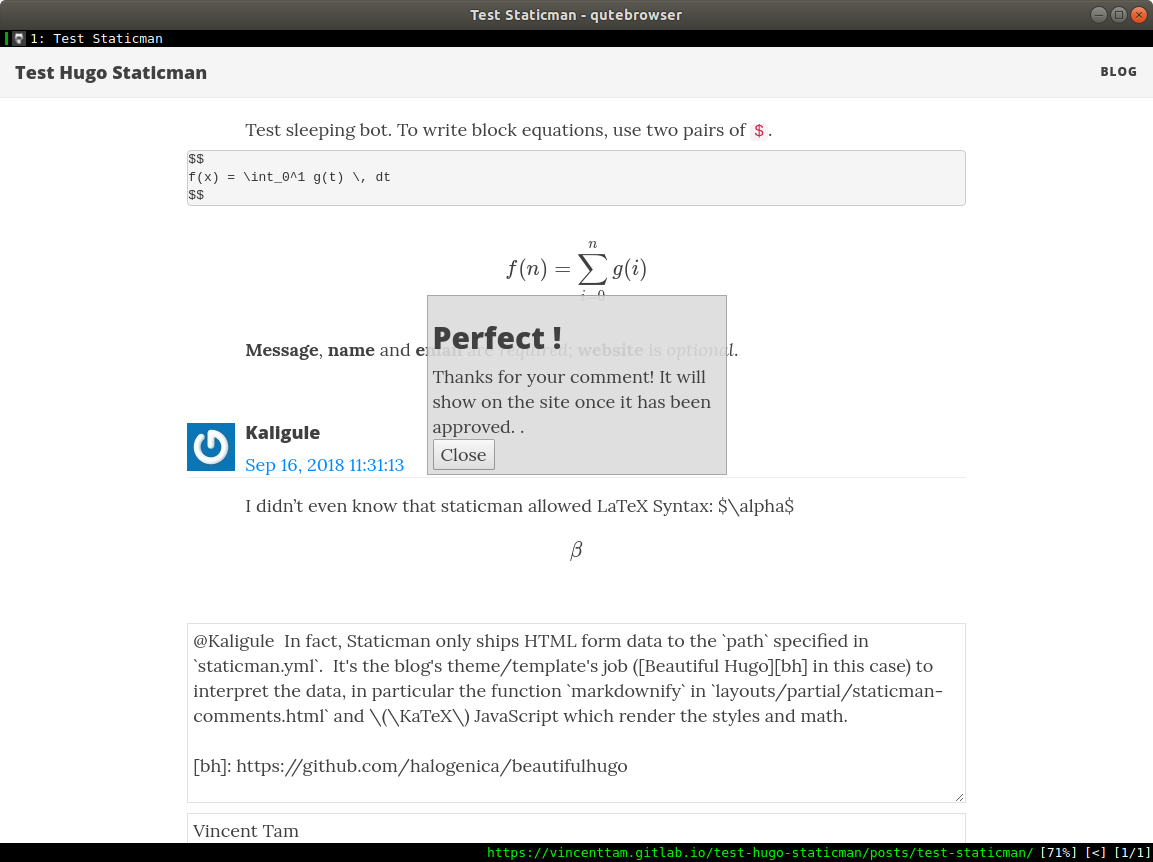 Test Staticman - qutebrowser
1: Test Staticman
Test Hugo Staticman
BLOG
Test sleeping bot. To write block equations, use two pairs of $.
$$
f(x) = \int_0^1 g(t) \, dt
$$
n
f(n) = ∑ g(i)
i=0
Message, name and email are required; website is optional.
Perfect !
Thanks for your comment! It will
show on the site once it has been
approved. .
Close
Kaligule
Sep 16, 2018 11:31:13
I didn’t even know that staticman allowed LaTeX Syntax: $\alpha$
β
@Kaligule  In fact, Staticman only ships HTML form data to the `path` specified in
`staticman.yml`.  It's the blog's theme/template's job ([Beautiful Hugo][bh] in this case) to
interpret the data, in particular the function `markdownify` in `layouts/partial/staticman-
comments.html` and \(\KaTeX\) JavaScript which render the styles and math.
[bh]: https://github.com/halogenica/beautifulhugo
Vincent Tam
https://vincenttam.gitlab.io/test-hugo-staticman/posts/test-staticman/ [71%] [<] [1/1]